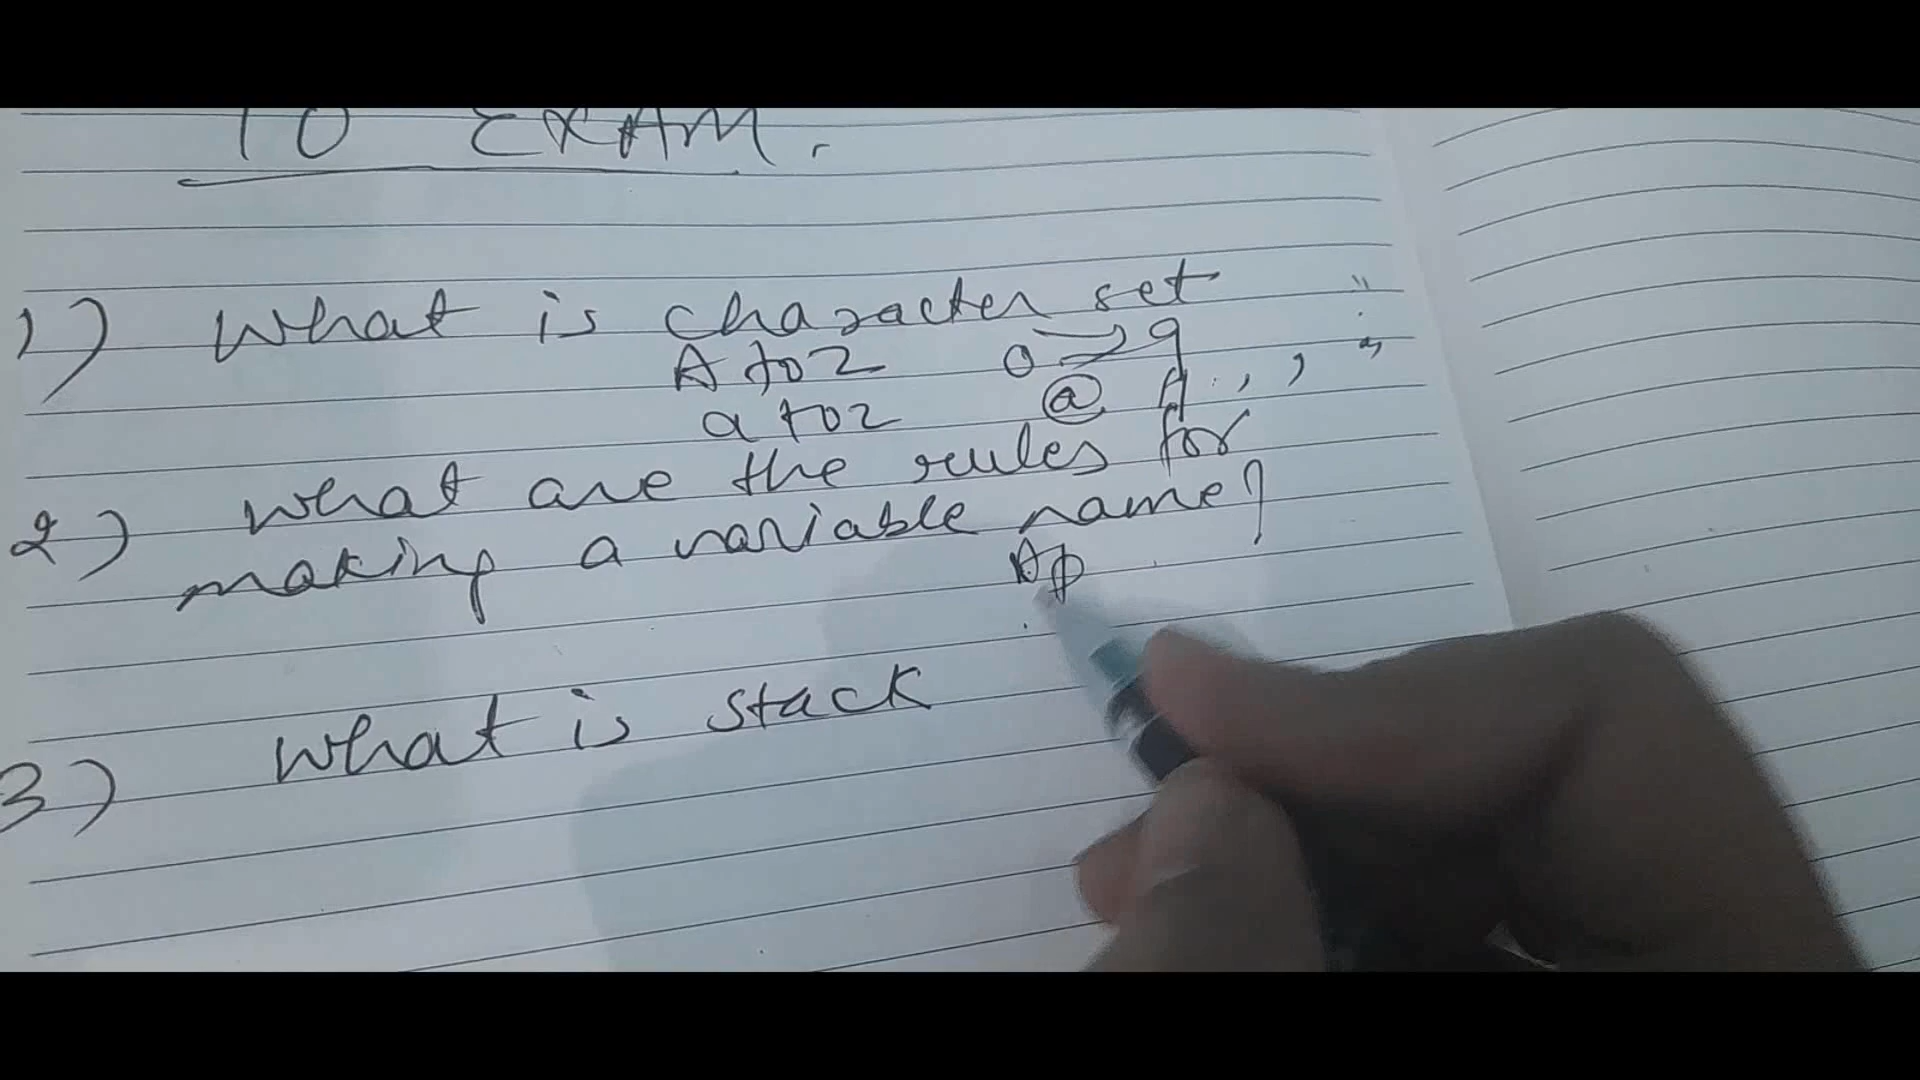 TO EXAM.
1) What is character set
A to z 0 → 9 "
a to z @ , , "
2) what are the rules for
making a variable name?
Ap
3) What is stack